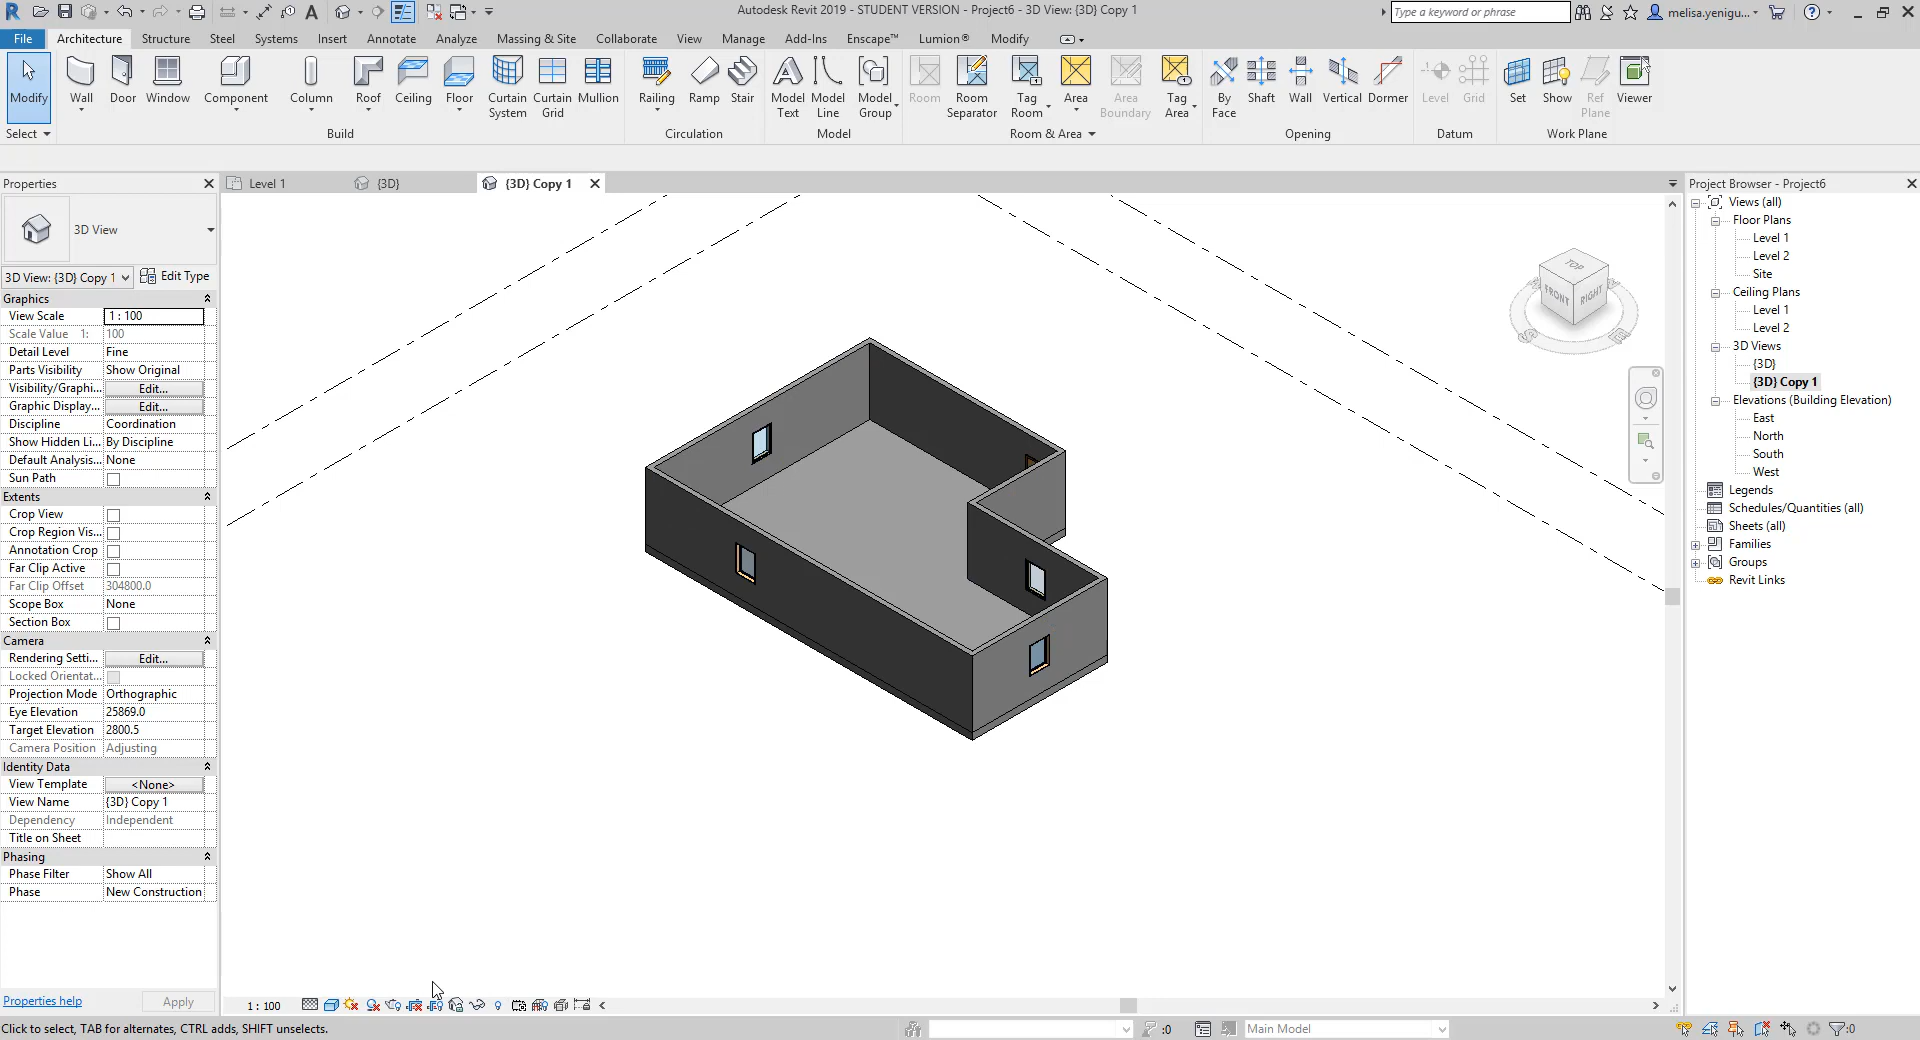 Autodesk Revit 2019 - STUDENT VERSION - Project6 - 3D View: {3D} Copy 1
Type a keyword or phrase
melisa.yenigu...
File Architecture Structure Steel Systems Insert Annotate Analyze Massing & Site Collaborate View Manage Add-Ins Enscape™ Lumion® Modify
Modify Wall Door Window Component Column Roof Ceiling Floor Curtain System Curtain Grid Mullion Railing Ramp Stair Model Text Model Line Model Group Room Room Separator Tag Room Area Area Boundary Tag Area By Face Shaft Wall Vertical Dormer Level Grid Set Show Ref Plane Viewer
Select Build Circulation Model Room & Area Opening Datum Work Plane
Properties
3D View
3D View: {3D} Copy 1 Edit Type
Graphics
View Scale 1 : 100
Scale Value 1: 100
Detail Level Fine
Parts Visibility Show Original
Visibility/Graphi... Edit...
Graphic Display... Edit...
Discipline Coordination
Show Hidden Li... By Discipline
Default Analysis... None
Sun Path
Extents
Crop View
Crop Region Vis...
Annotation Crop
Far Clip Active
Far Clip Offset 304800.0
Scope Box None
Section Box
Camera
Rendering Setti... Edit...
Locked Orientat...
Projection Mode Orthographic
Eye Elevation 25869.0
Target Elevation 2800.5
Camera Position Adjusting
Identity Data
View Template <None>
View Name {3D} Copy 1
Dependency Independent
Title on Sheet
Phasing
Phase Filter Show All
Phase New Construction
Properties help Apply
Level 1 {3D} {3D} Copy 1
TOP
FRONT RIGHT
1 : 100
Project Browser - Project6
Views (all)
Floor Plans
Level 1
Level 2
Site
Ceiling Plans
Level 1
Level 2
3D Views
{3D}
{3D} Copy 1
Elevations (Building Elevation)
East
North
South
West
Legends
Schedules/Quantities (all)
Sheets (all)
Families
Groups
Revit Links
Click to select, TAB for alternates, CTRL adds, SHIFT unselects.
:0
Main Model
:0